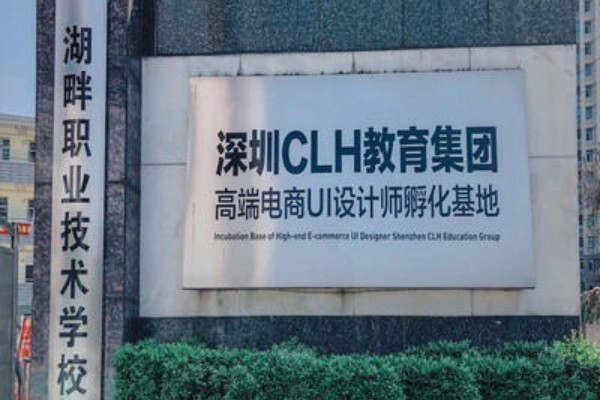 湖畔职业技术学校
深圳CLH教育集团
高端电商UI设计师孵化基地
Incubation Base of High-end E-commerce UI Designer Shenzhen CLH Education Group